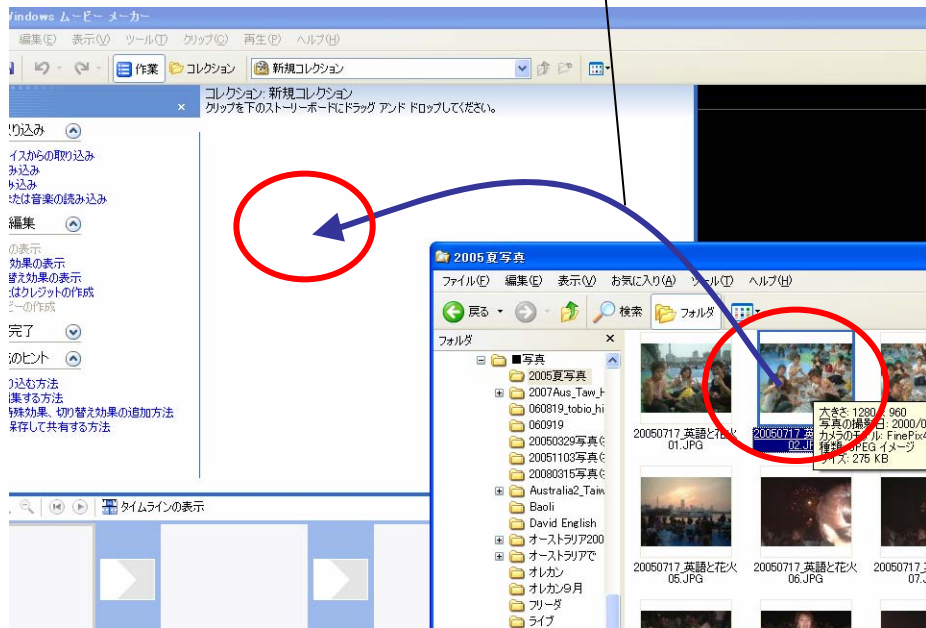 Windows ムービー メーカー
編集(E) 表示(V) ツール(T) クリップ(C) 再生(P) ヘルプ(H)
作業 コレクション 新規コレクション
コレクション: 新規コレクション
クリップを下のストーリーボードにドラッグ アンド ドロップしてください。
取り込み
イスからの取り込み
み込み
み込み
たは音楽の読み込み
編集
の表示
効果の表示
替え効果の表示
はクレジットの作成
ビーの作成
完了
のヒント
り込む方法
集する方法
特殊効果、切り替え効果の追加方法
保存して共有する方法
タイムラインの表示
2005夏写真
ファイル(F) 編集(E) 表示(V) お気に入り(A) ツール(T) ヘルプ(H)
戻る 検索 フォルダ
フォルダ
■写真
2005夏写真
2007Aus_Taw_H
060819_tobio_hi
060919
20050329写真(
20051103写真(
20080315写真(
Australia2_Taiw
Baoli
David English
オーストラリア200
オーストラリアで
オレカン
オレカン9月
フリーダ
ライブ
20050717_英語と花火
01.JPG
20050717_英
02.J
大きさ: 1280 x 960
写真の撮影日: 2000/0
カメラのモデル: FinePix4
種類: JPEG イメージ
サイズ: 275 KB
20050717_英語と花火
05.JPG
20050717_英語と花火
06.JPG
20050717_
07.J